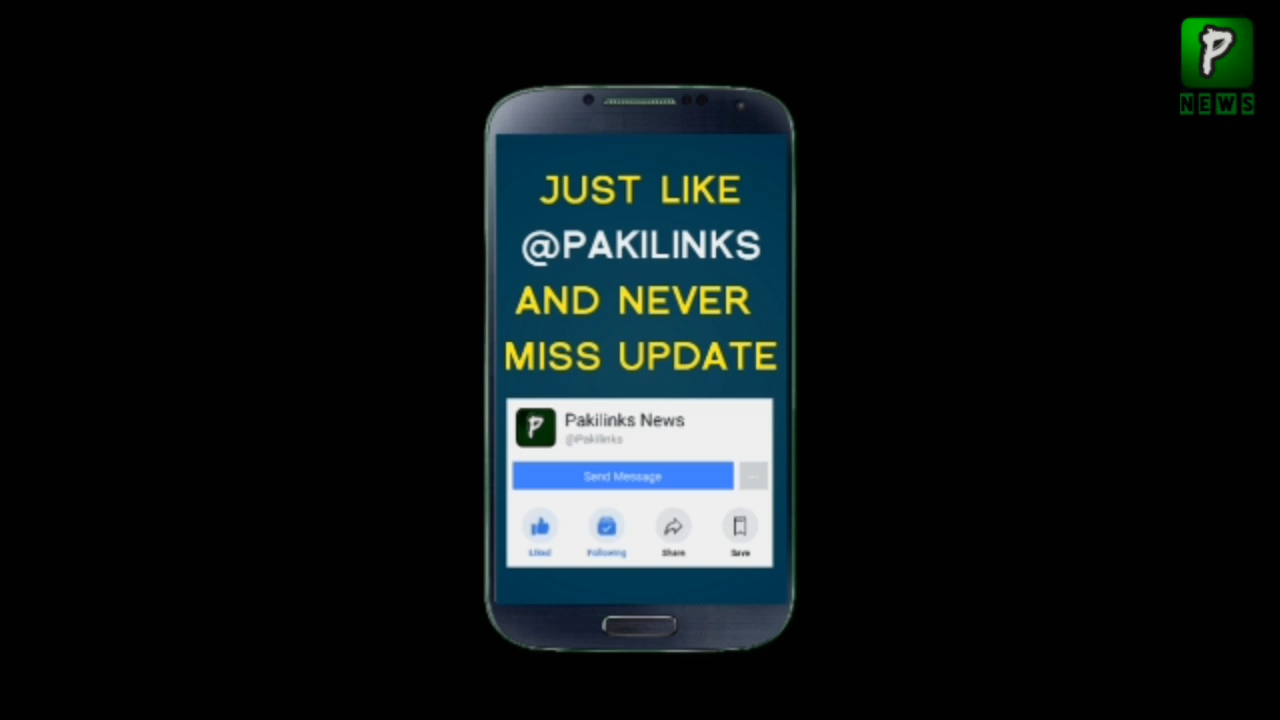 P
NEWS
JUST LIKE
@PAKILINKS
AND NEVER
MISS UPDATE
P
Pakilinks News
@Pakilinks
Send Message
...
Liked Following Share Save